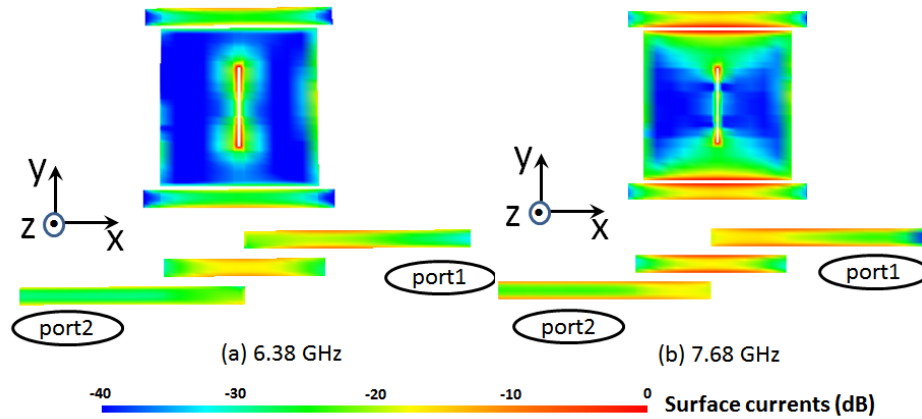 y
z
x
port1
port2
(a) 6.38 GHz
y
z
x
port1
port2
(b) 7.68 GHz
-40
-30
-20
-10
0
Surface currents (dB)